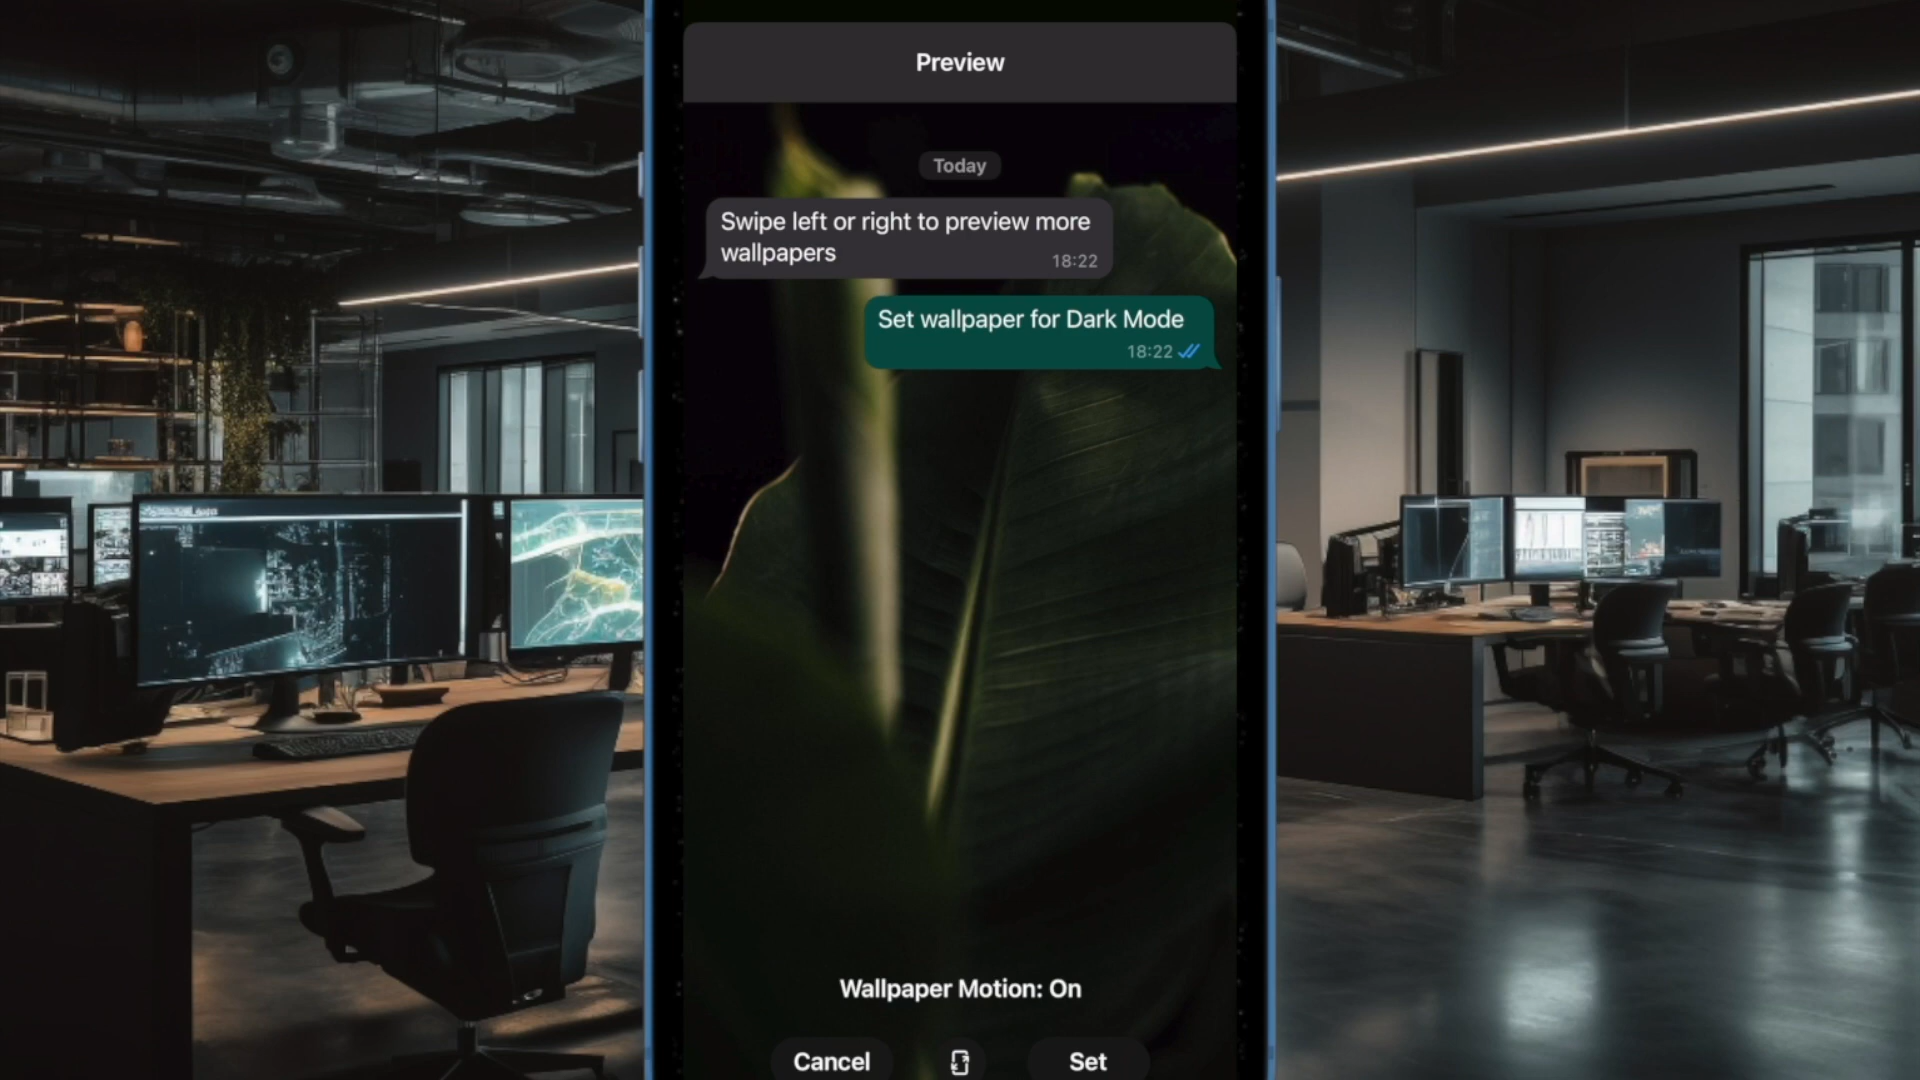 Preview
Today
Swipe left or right to preview more
wallpapers
18:22
Set wallpaper for Dark Mode
18:22
Wallpaper Motion: On
Cancel
Set